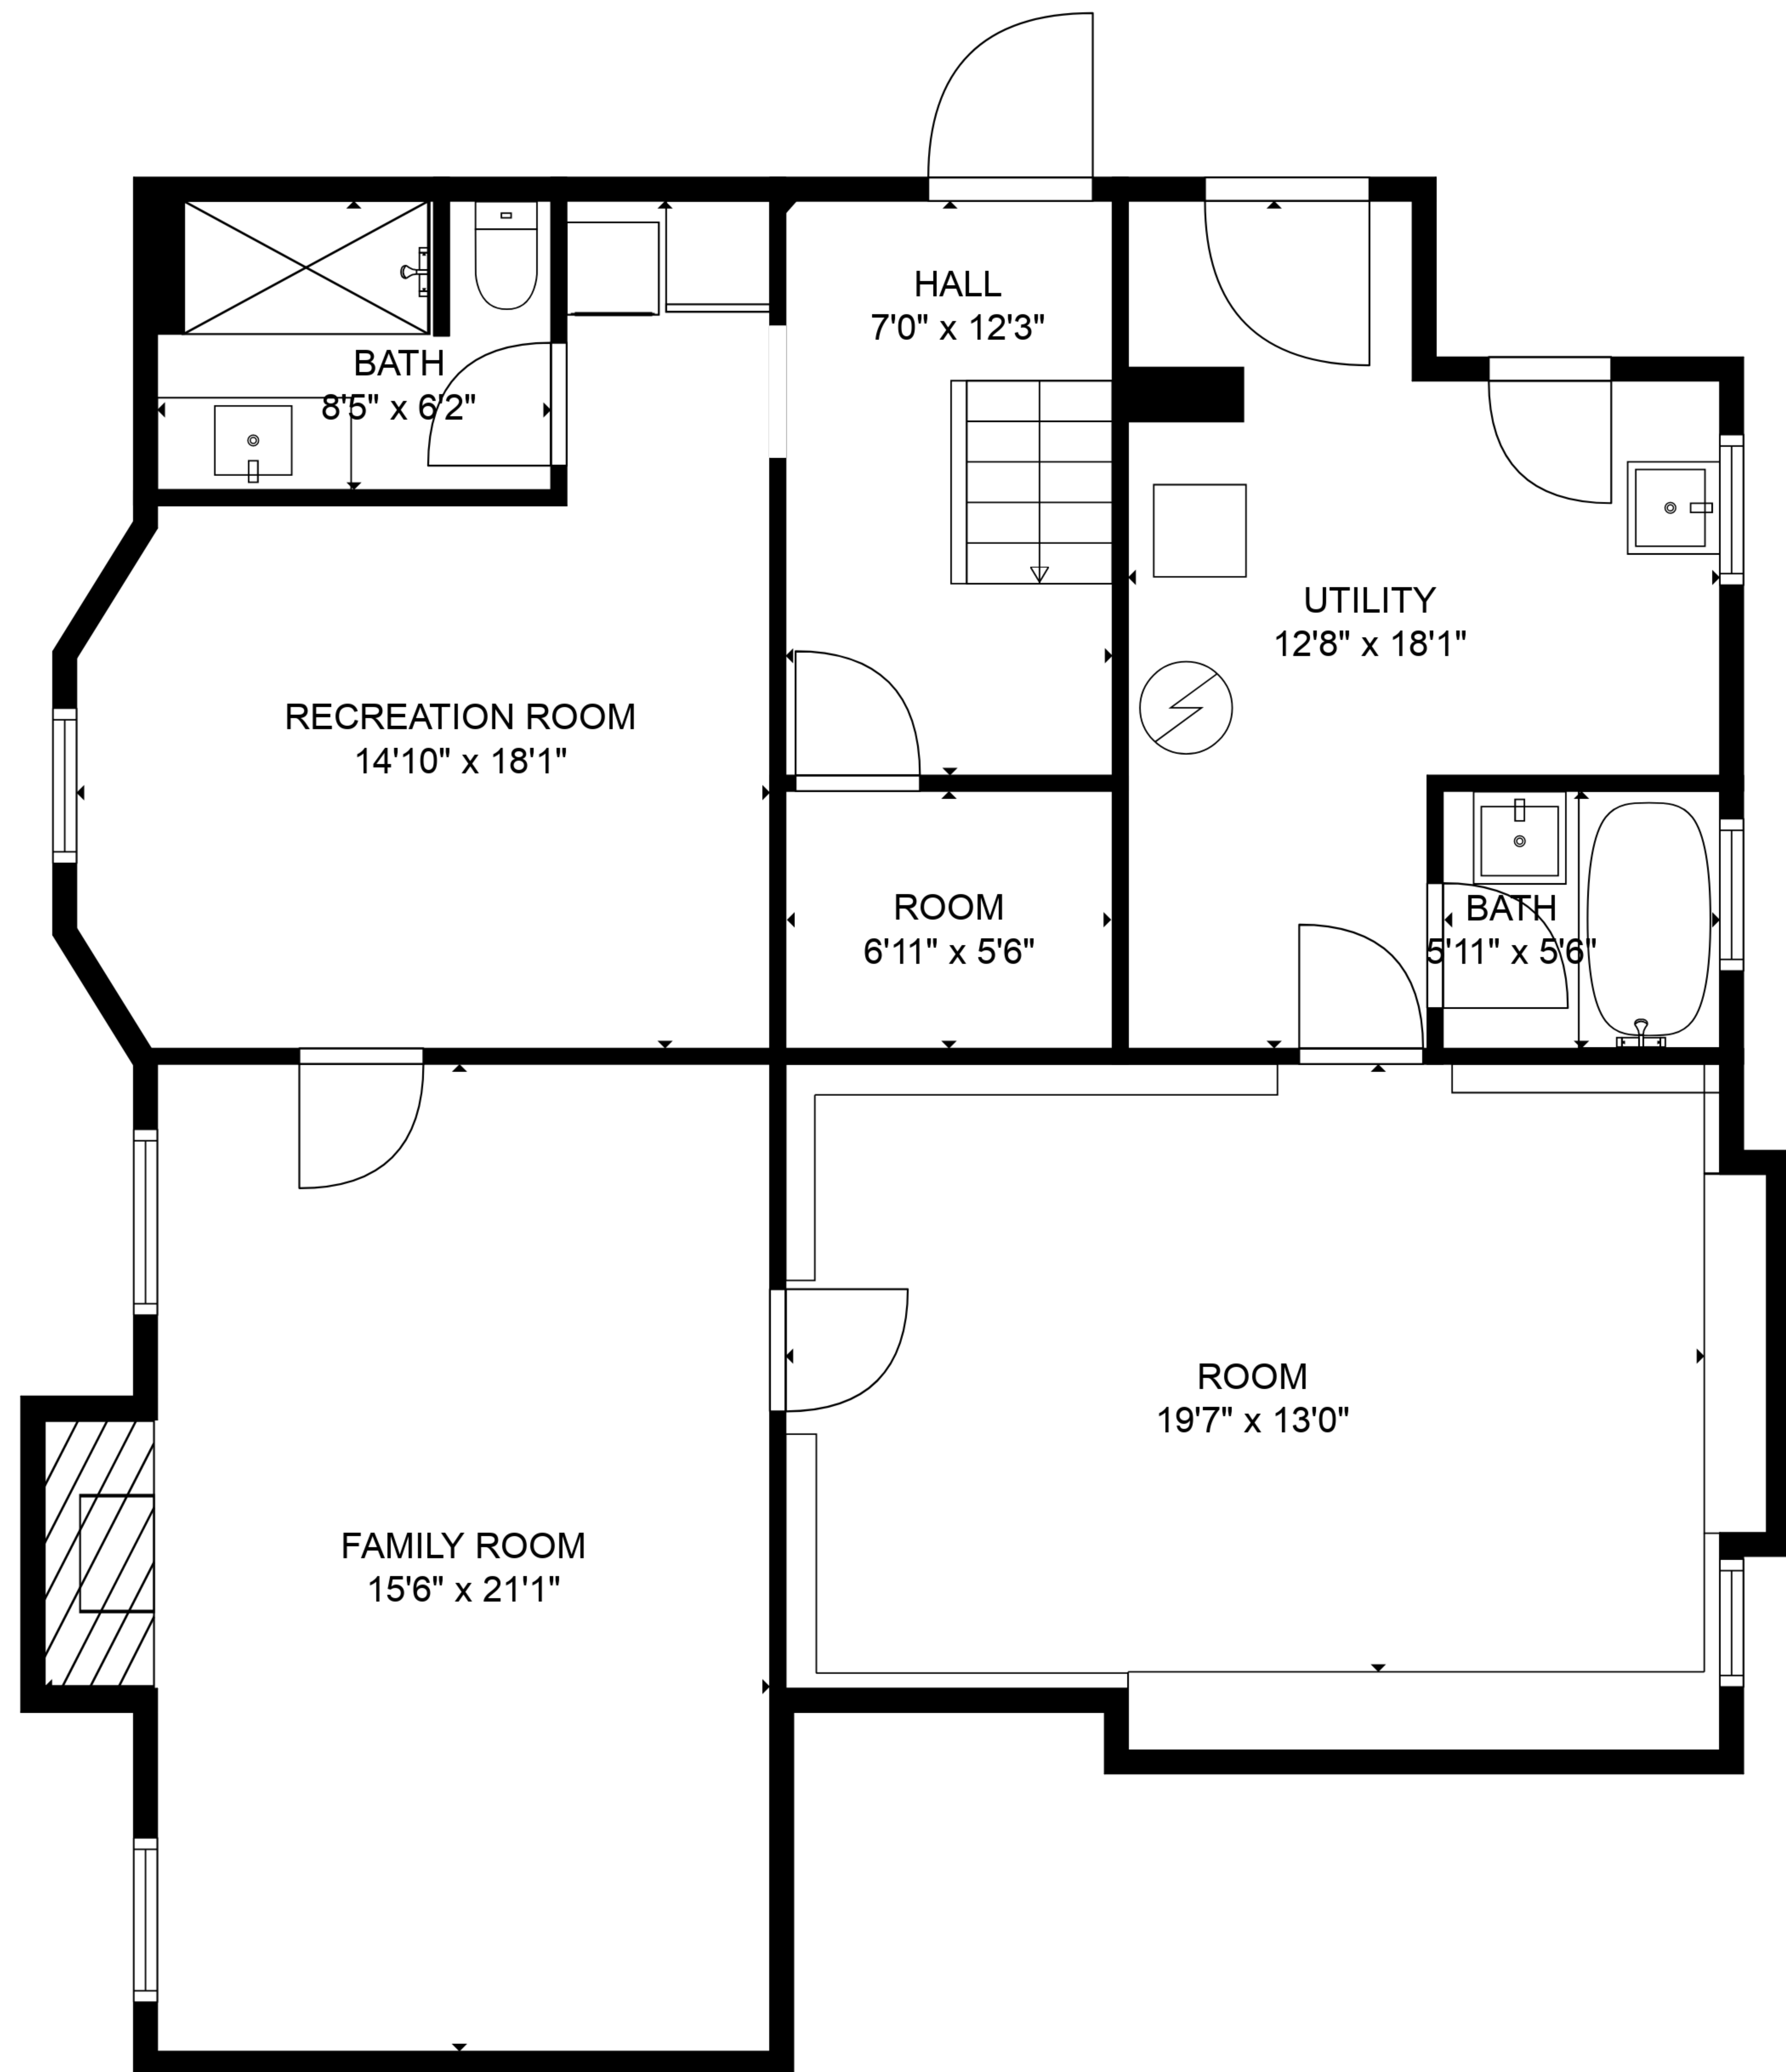 HALL
7'0" x 12'3"
BATH
8'5" x 6'2"
UTILITY
12'8" x 18'1"
RECREATION ROOM
14'10" x 18'1"
ROOM
6'11" x 5'6"
BATH
5'11" x 5'6"
ROOM
19'7" x 13'0"
FAMILY ROOM
15'6" x 21'1"